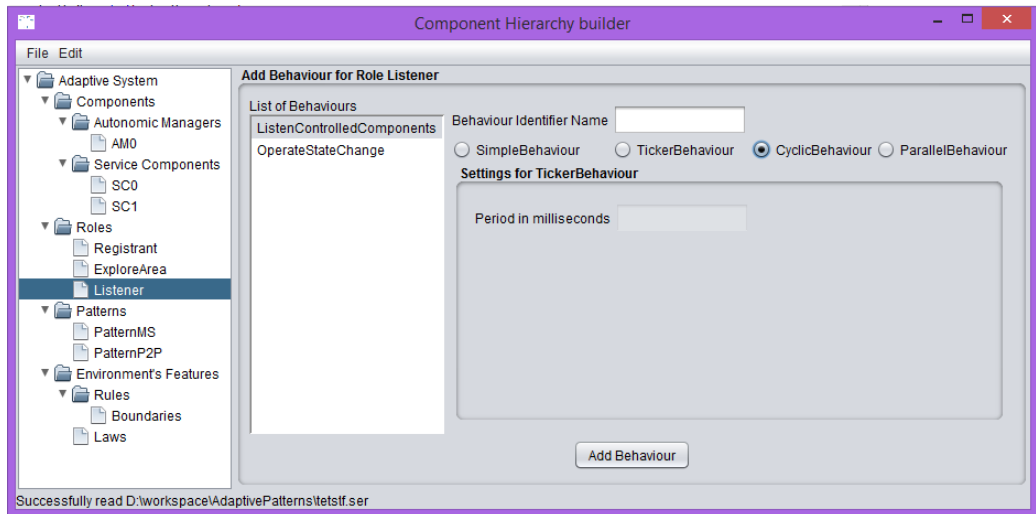 Component Hierarchy builder
File Edit
Adaptive System
Components
Autonomic Managers
AM0
Service Components
SC0
SC1
Roles
Registrant
ExploreArea
Listener
Patterns
PatternMS
PatternP2P
Environment's Features
Rules
Boundaries
Laws
Add Behaviour for Role Listener
List of Behaviours
ListenControlledComponents
OperateStateChange
Behaviour Identifier Name
SimpleBehaviour TickerBehaviour CyclicBehaviour ParallelBehaviour
Settings for TickerBehaviour
Period in milliseconds
Add Behaviour
Successfully read D:\workspace\AdaptivePatterns\tetstf.ser